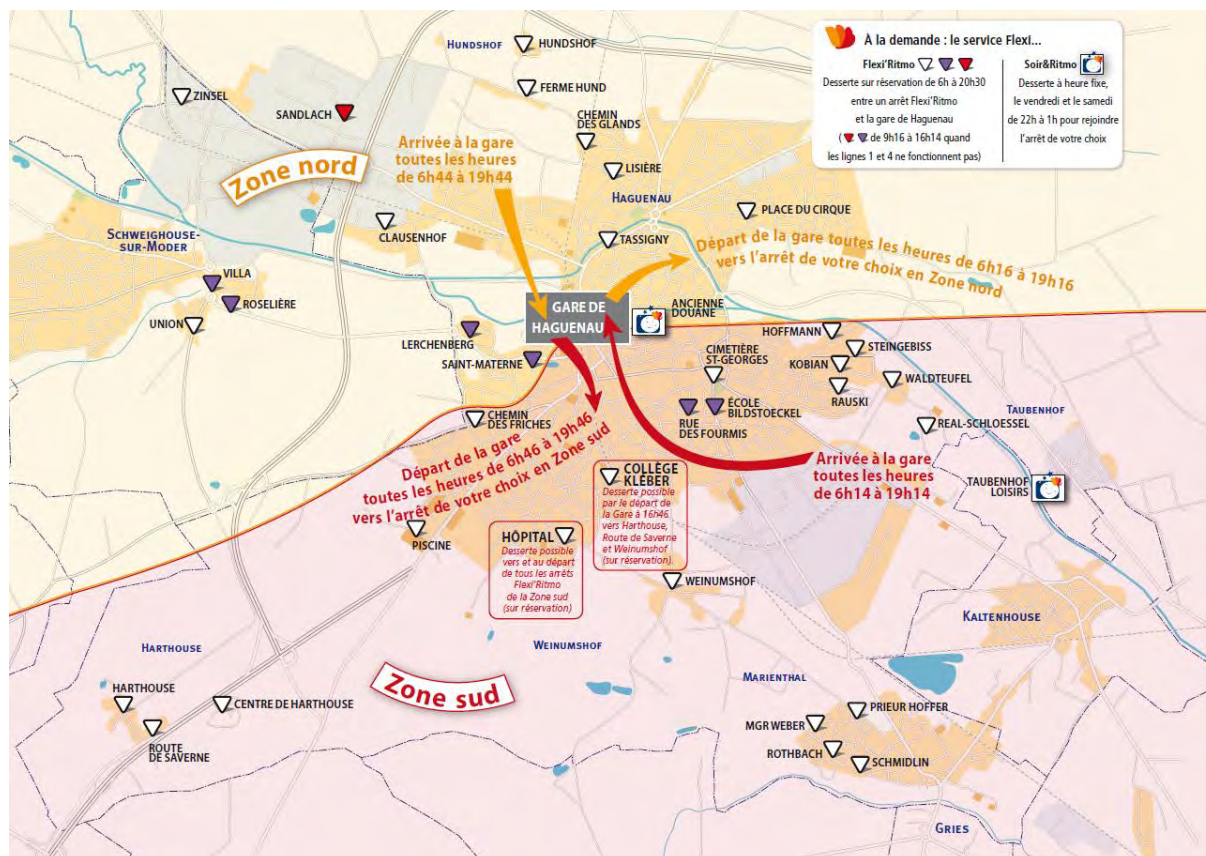 À la demande : le service Flexi...
Flexi'Ritmo
Desserte sur réservation de 6h à 20h30
entre un arrêt Flexi'Ritmo
et la gare de Haguenau
( de 9h16 à 16h14 quand
les lignes 1 et 4 ne fonctionnent pas)
Soir&Ritmo
Desserte à heure fixe,
le vendredi et le samedi
de 22h à 1h pour rejoindre
l'arrêt de votre choix
HUNDSHOF
HUNDSHOF
FERME HUND
ZINSEL
SANDLACH
CHEMIN
DES GLANDS
Arrivée à la gare
toutes les heures
de 6h44 à 19h44
Zone nord
LISIÈRE
HAGUENAU
PLACE DU CIRQUE
CLAUSENHOF
TASSIGNY
SCHWEIGHOUSE
-SUR-MODER
Départ de la gare toutes les heures de 6h16 à 19h16
vers l'arrêt de votre choix en Zone nord
VILLA
ROSELIÈRE
UNION
GARE DE
HAGUENAU
ANCIENNE
DOUANE
LERCHENBERG
SAINT-MATERNE
HOFFMANN
STEINGEBISS
CIMETIÈRE
ST-GEORGES
KOBIAN
WALDTEUFEL
RAUSKI
CHEMIN
DES FRICHES
RUE
DES FOURMIS
ÉCOLE
BILDSTOECKEL
TAUBENHOF
REAL-SCHLOESSEL
Départ de la gare
toutes les heures de 6h46 à 19h46
vers l'arrêt de votre choix en Zone sud
Arrivée à la gare
toutes les heures
de 6h14 à 19h14
TAUBENHOF
LOISIRS
COLLÈGE
KLÉBER
Desserte possible
par le départ de
la Gare à 16h46
vers Harthouse,
Route de Saverne
et Weinumshof
(sur réservation).
PISCINE
HÔPITAL
Desserte possible
vers et au départ
de tous les arrêts
Flexi'Ritmo
de la Zone sud
(sur réservation)
WEINUMSHOF
KALTENHOUSE
HARTHOUSE
WEINUMSHOF
MARIENTHAL
Zone sud
HARTHOUSE
CENTRE DE HARTHOUSE
ROUTE
DE SAVERNE
PRIEUR HOFFER
MGR WEBER
ROTHBACH
SCHMIDLIN
GRIES